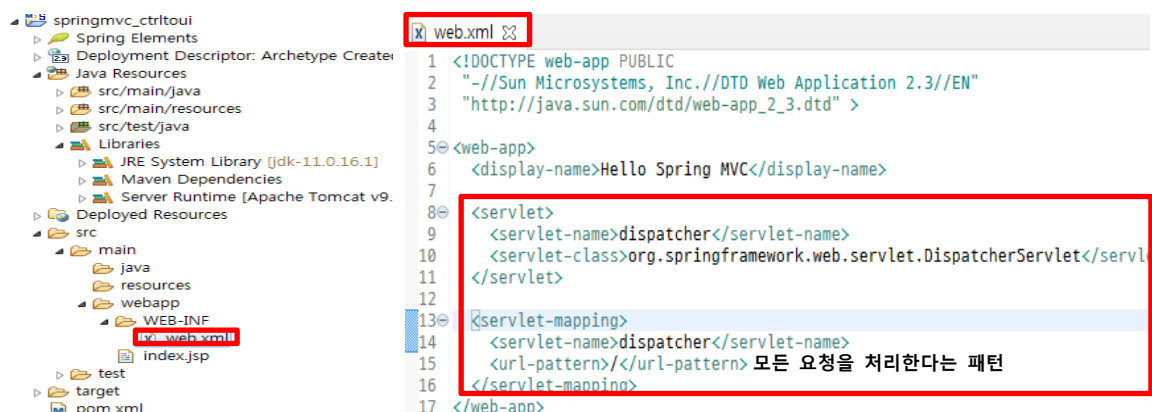 springmvc_ctrltoui
Spring Elements
Deployment Descriptor: Archetype Create
Java Resources
src/main/java
src/main/resources
src/test/java
Libraries
JRE System Library [jdk-11.0.16.1]
Maven Dependencies
Server Runtime [Apache Tomcat v9.
Deployed Resources
src
main
java
resources
webapp
WEB-INF
web.xml
index.jsp
test
target
pom.xml
web.xml
1 <!DOCTYPE web-app PUBLIC
2 "-//Sun Microsystems, Inc.//DTD Web Application 2.3//EN"
3 "http://java.sun.com/dtd/web-app_2_3.dtd" >
4
5 <web-app>
6 <display-name>Hello Spring MVC</display-name>
7
8 <servlet>
9 <servlet-name>dispatcher</servlet-name>
10 <servlet-class>org.springframework.web.servlet.DispatcherServlet</servl
11 </servlet>
12
13 <servlet-mapping>
14 <servlet-name>dispatcher</servlet-name>
15 <url-pattern>/</url-pattern> 모든 요청을 처리한다는 패턴
16 </servlet-mapping>
17 </web-app>